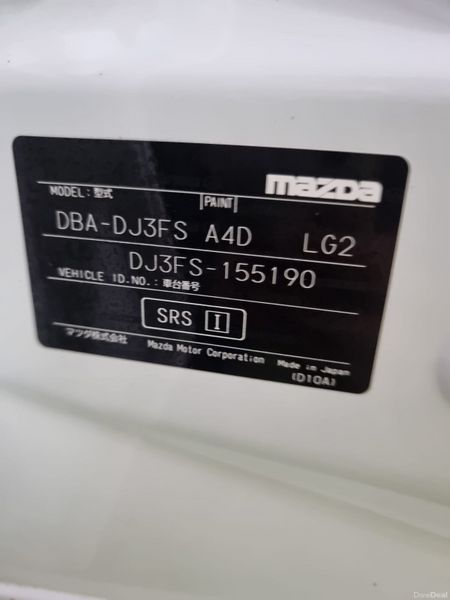 mazda
MODEL: 型式 PAINT
DBA-DJ3FS A4D LG2
DJ3FS-155190
VEHICLE ID.NO.: 車台番号
SRS I
マツダ株式会社 Mazda Motor Corporation Made in Japan
(D10A)
DoneDeal